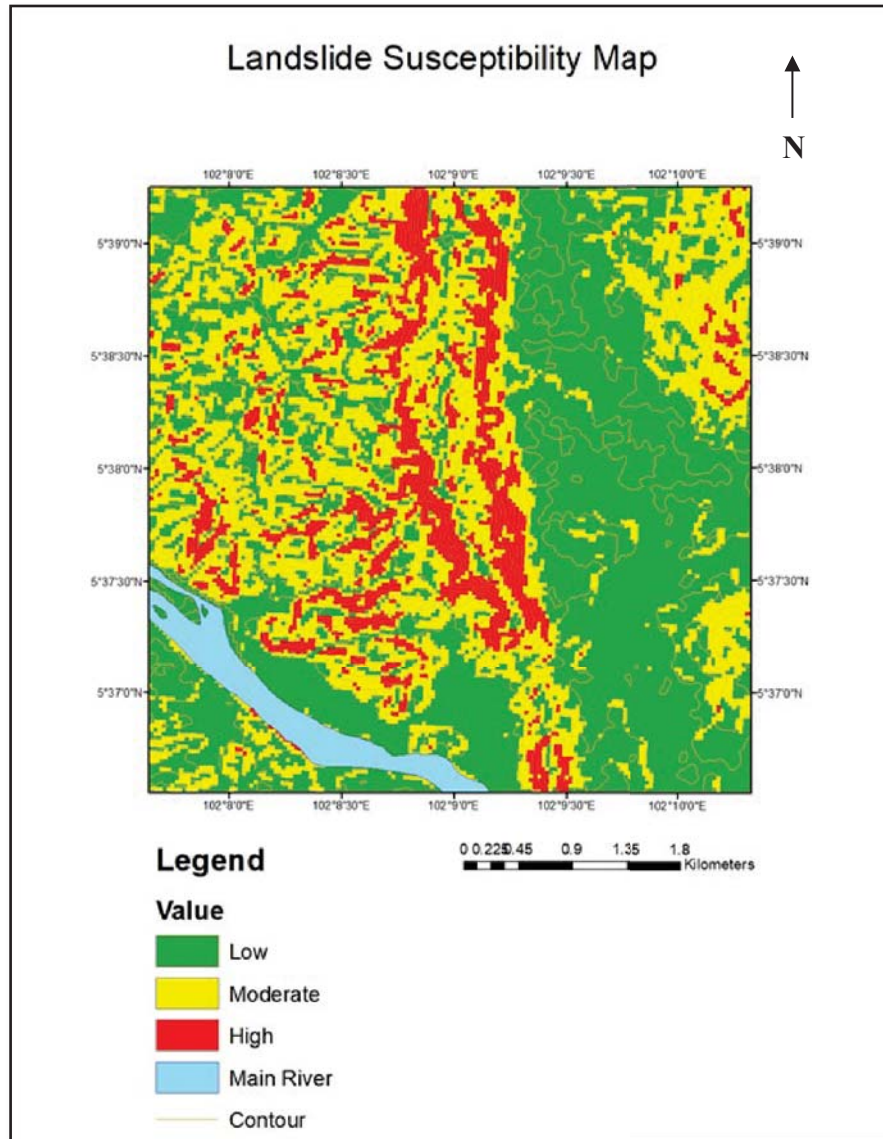 Landslide Susceptibility Map
N
102°8'0"E 102°8'30"E 102°9'0"E 102°9'30"E 102°10'0"E
5°39'0"N 5°39'0"N
5°38'30"N 5°38'30"N
5°38'0"N 5°38'0"N
5°37'30"N 5°37'30"N
5°37'0"N 5°37'0"N
102°8'0"E 102°8'30"E 102°9'0"E 102°9'30"E 102°10'0"E
Legend
0 0.225 0.45 0.9 1.35 1.8
Kilometers
Value
Low
Moderate
High
Main River
Contour